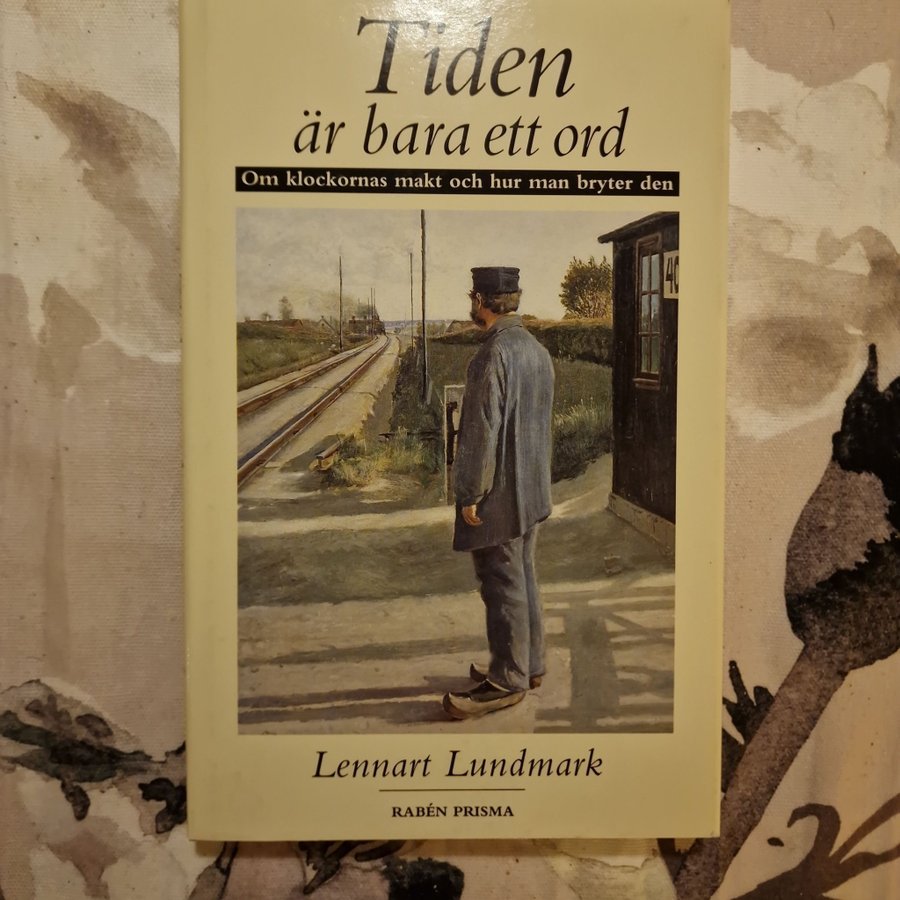 Tiden
är bara ett ord
Om klockornas makt och hur man bryter den
40
Lennart Lundmark
RABÉN PRISMA